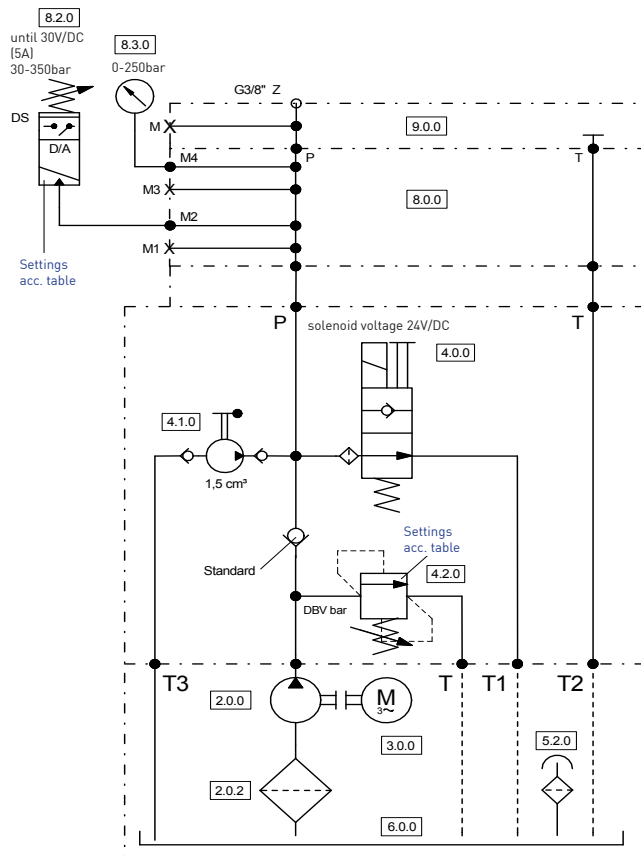 8.2.0
until 30V/DC
(5A)
30-350bar
8.3.0
0-250bar
G3/8" Z
DS
D/A
M
9.0.0
P
T
M4
M3
8.0.0
M2
M1
Settings
acc. table
P
solenoid voltage 24V/DC
T
4.0.0
4.1.0
1,5 cm³
Standard
Settings
acc. table
4.2.0
DBV bar
T3
T
T1
T2
2.0.0
M
3~
3.0.0
5.2.0
2.0.2
6.0.0